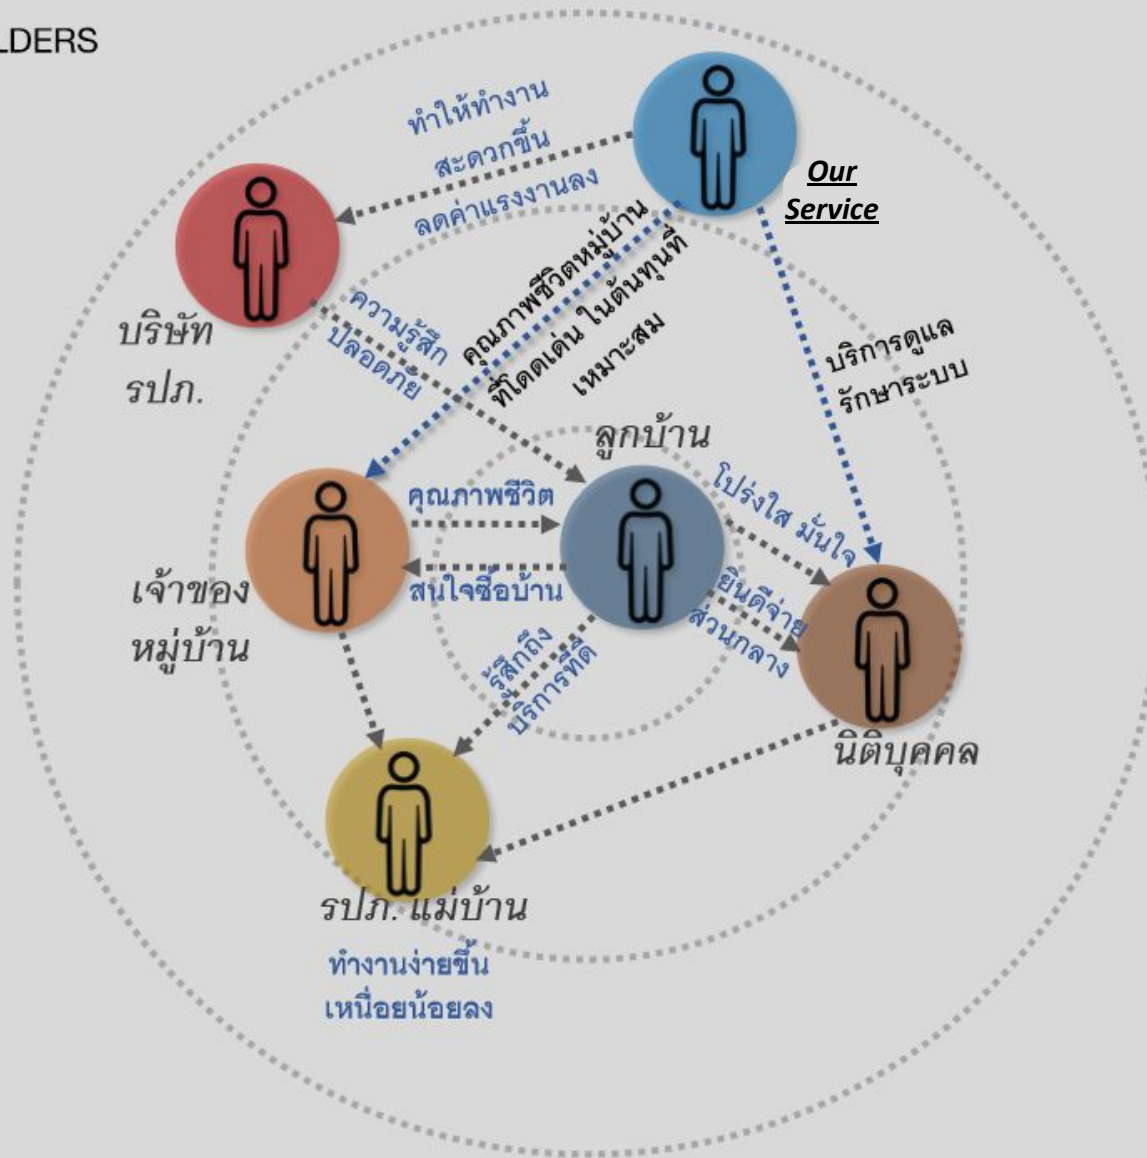 LDERS
ทำให้ทำงาน
สะดวกขึ้น
ลดค่าแรงงานลง
Our
Service
บริษัท
รปภ.
ความรู้สึก
ปลอดภัย
คุณภาพชีวิตหมู่บ้าน
ที่โดดเด่น ในต้นทุนที่
เหมาะสม
บริการดูแล
รักษาระบบ
ลูกบ้าน
คุณภาพชีวิต
สนใจซื้อบ้าน
โปร่งใส มั่นใจ
ยินดีจ่าย
ส่วนกลาง
เจ้าของ
หมู่บ้าน
รู้สึกถึง
บริการที่ดี
นิติบุคคล
รปภ. แม่บ้าน
ทำงานง่ายขึ้น
เหนื่อยน้อยลง